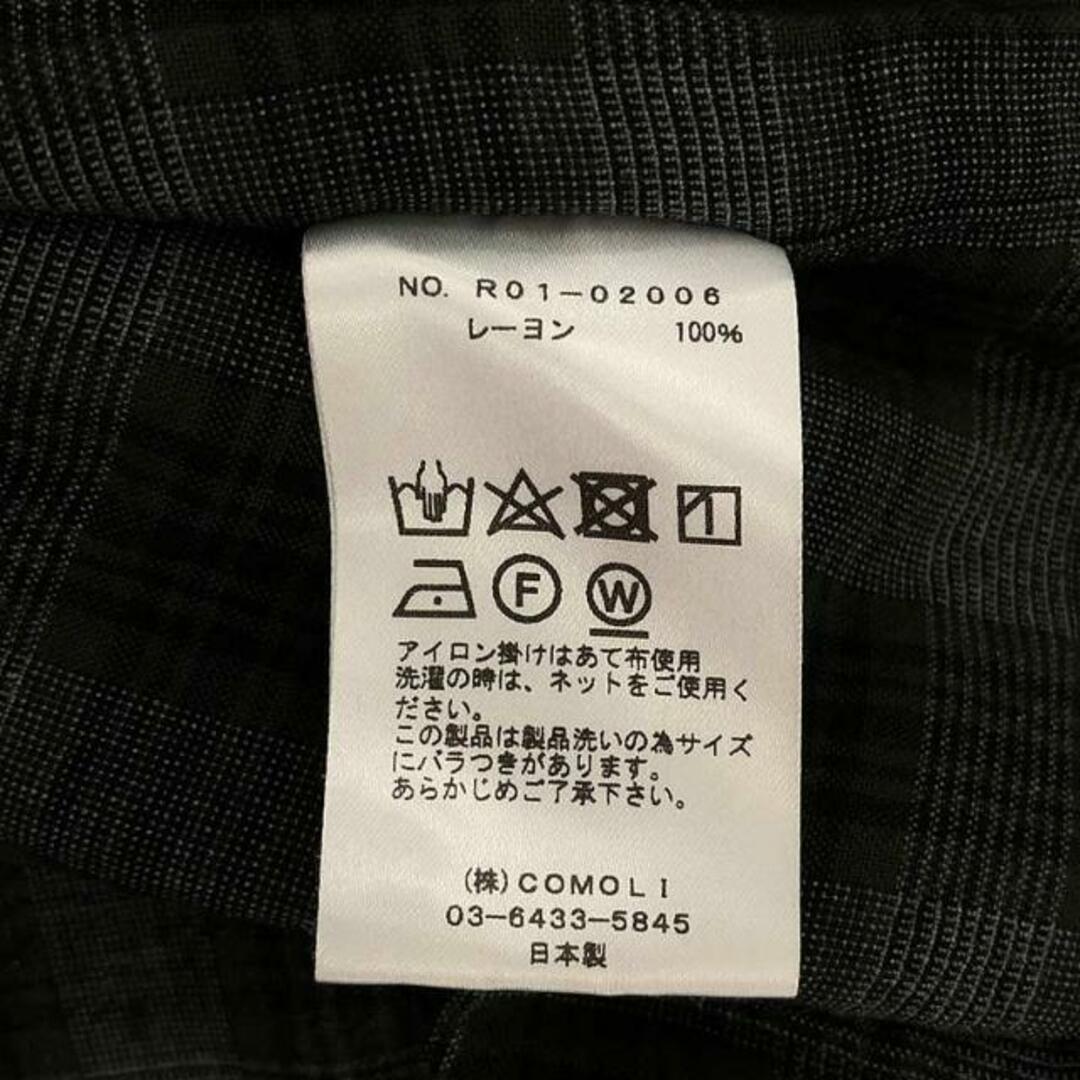 NO. R01-02006
レーヨン 100%
F W
アイロン掛けはあて布使用
洗濯の時は、ネットをご使用く
ださい。
この製品は製品洗いの為サイズ
にバラつきがあります。
あらかじめご了承下さい。
(株)COMOLI
03-6433-5845
日本製